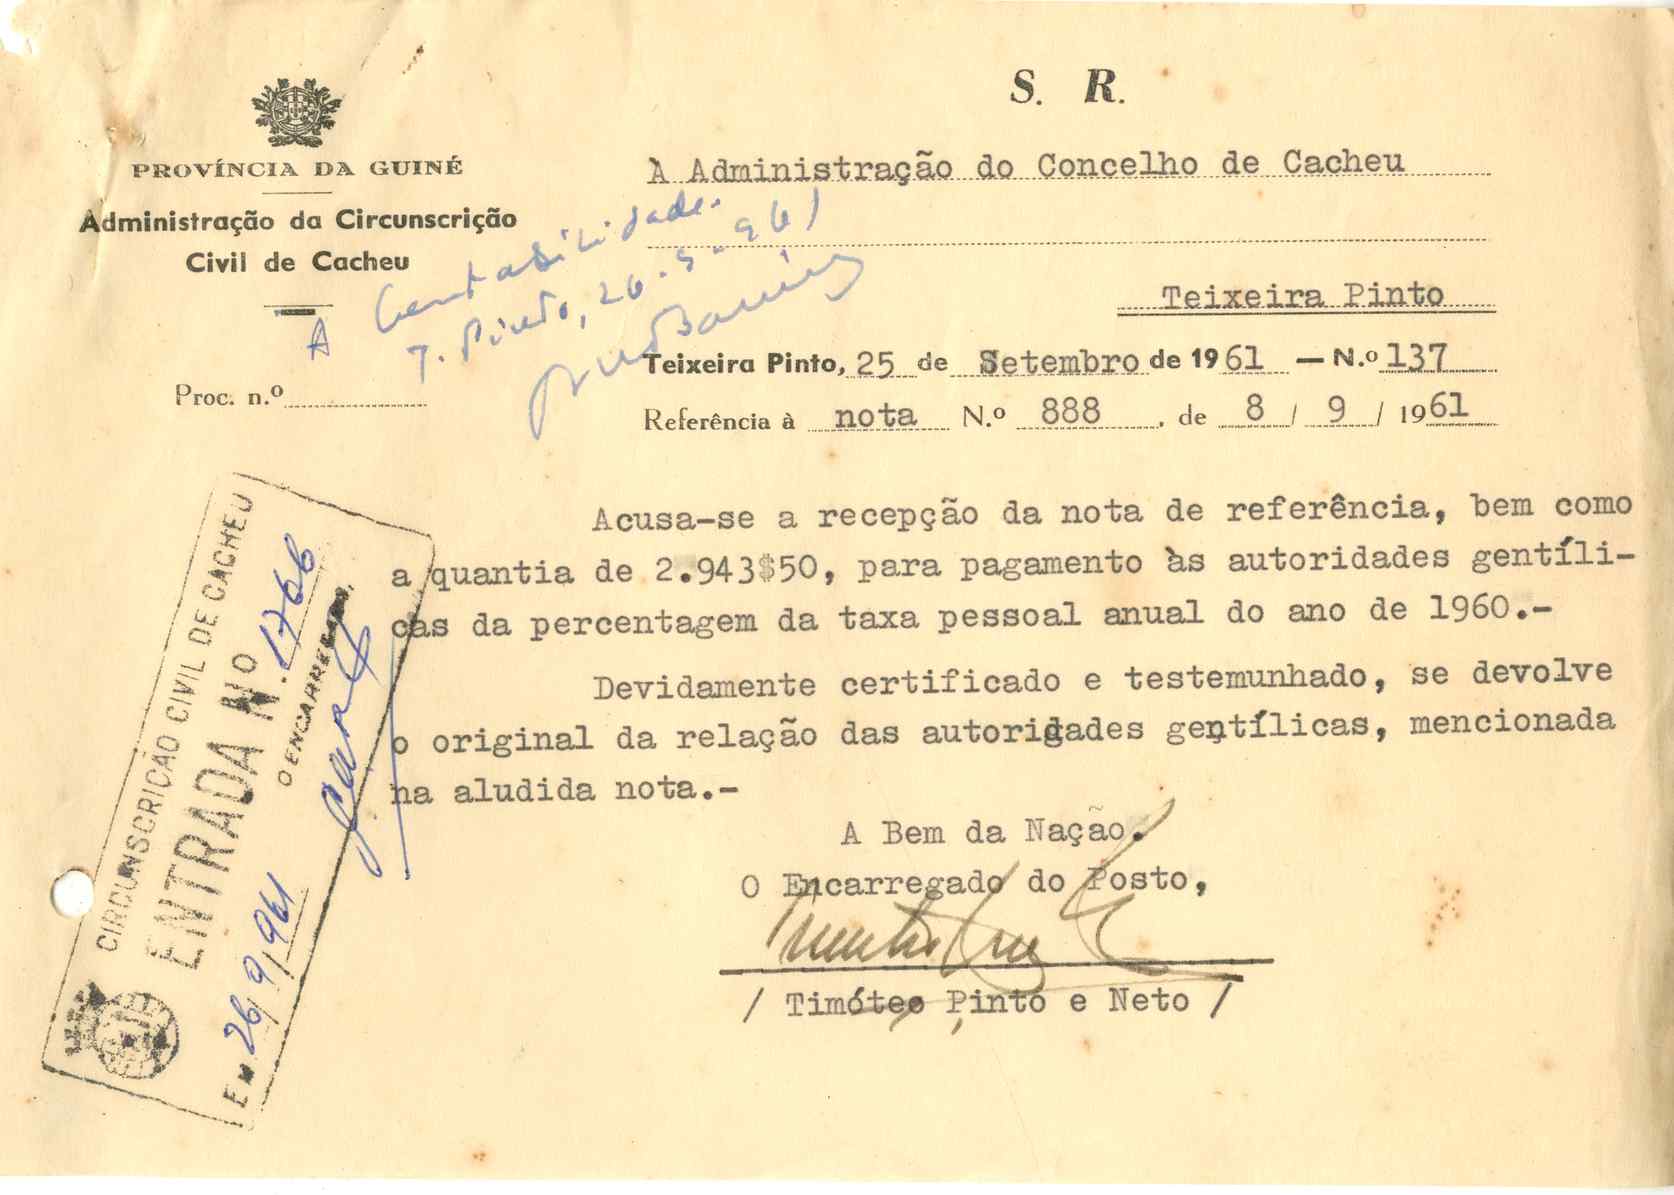 S. R.
PROVÍNCIA DA GUINÉ
Administração da Circunscrição
Civil de Cacheu
Proc. n.º
À Administração do Concelho de Cacheu
Teixeira Pinto
Teixeira Pinto, 25 de Setembro de 1961 — N.º 137
Referência à nota N.º 888, de 8 / 9 / 1961
A Contabilidade.
T. Pinto, 26.9.961
Acusa-se a recepção da nota de referência, bem como
a quantia de 2.943$50, para pagamento às autoridades gentíli-
cas da percentagem da taxa pessoal anual do ano de 1960.-
Devidamente certificado e testemunhado, se devolve
o original da relação das autoridades gentílicas, mencionada
na aludida nota.-
A Bem da Nação.
O Encarregado do Posto,
/ Timóteo Pinto e Neto /
CIRCUNSCRIÇÃO CIVIL DE CACHEU
ENTRADA Nº 1766
O ENCARREGADO,
EM 26/9/961